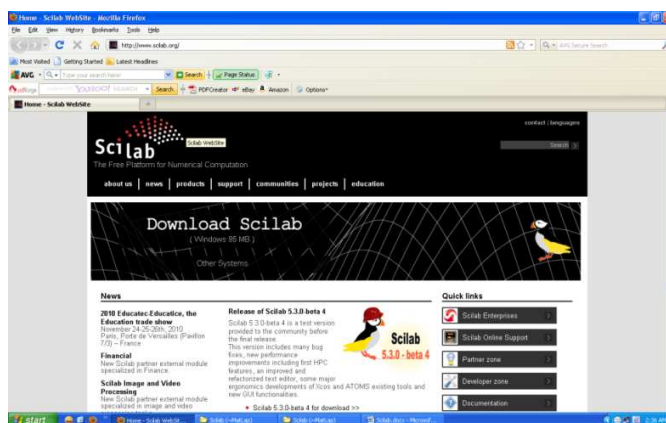 Home - Scilab WebSite - Mozilla Firefox
File Edit View History Bookmarks Tools Help
http://www.scilab.org/
AVG Secure Search
Most Visited Getting Started Latest Headlines
AVG Search Page Status
YAHOO! SEARCH Search PDFCreator eBay Amazon Options
Home - Scilab WebSite
contact | languages
Scilab
Scilab WebSite
Search
The Free Platform for Numerical Computation
about us | news | products | support | communities | projects | education
Download Scilab
(Windows 85 MB )
Other Systems
News
2010 Educatec-Educatice, the
Education trade show
November 24-25-26th, 2010
Paris, Porte de Versailles (Pavillon
7/3) – France
Financial
New Scilab partner external module
specialized in Finance.
Scilab Image and Video
Processing
New Scilab partner external module
specialized in image and video
Release of Scilab 5.3.0-beta 4
Scilab 5.3.0-beta 4 is a test version
provided to the community before
the final release.
This version includes many bug
fixes, new performance
improvements including first HPC
features, an improved and
refactorized text editor, some major
ergonomics developments of Xcos and ATOMS existing tools and
new GUI functionalities.
Scilab 5.3.0-beta 4 for download >>
Scilab
5.3.0 - beta 4
Quick links
Scilab Enterprises
Scilab Online Support
Partner zone
Developer zone
Documentation
start
Home - Scilab WebSit...
2:36 AM